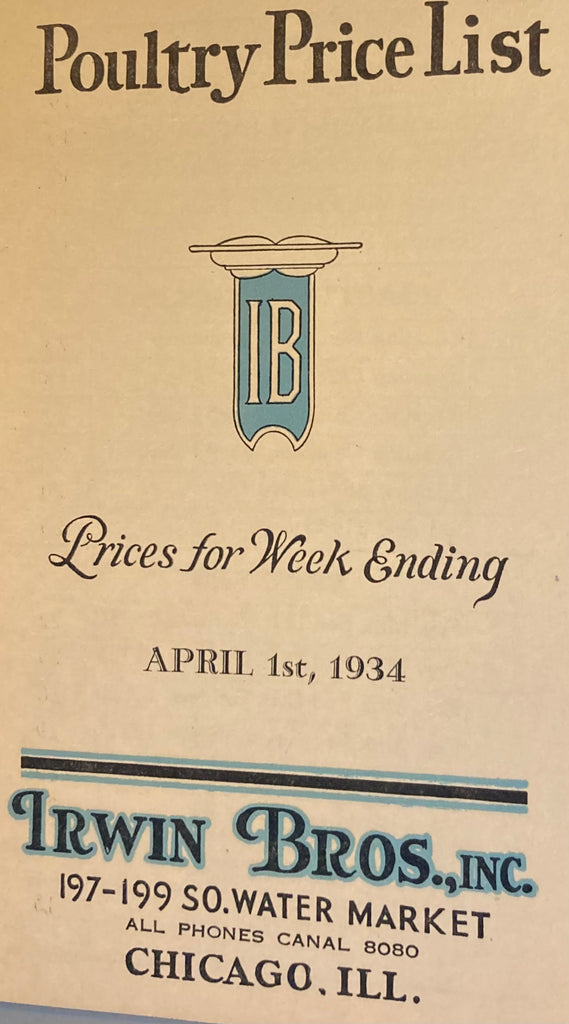 Poultry Price List
IB
Prices for Week Ending
APRIL 1st, 1934
IRWIN BROS., INC.
197-199 SO. WATER MARKET
ALL PHONES CANAL 8080
CHICAGO, ILL.